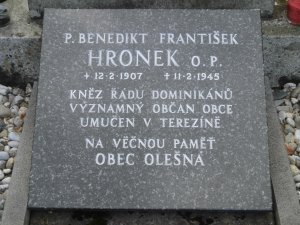 P. BENEDIKT FRANTIŠEK
HRONEK O.P.
+ 12·2·1907 + 11·2·1945
KNĚZ ŘÁDU DOMINIKÁNŮ
VÝZNAMNÝ OBČAN OBCE
UMUČEN V TEREZÍNĚ
NA VĚČNOU PAMĚŤ
OBEC OLEŠNÁ